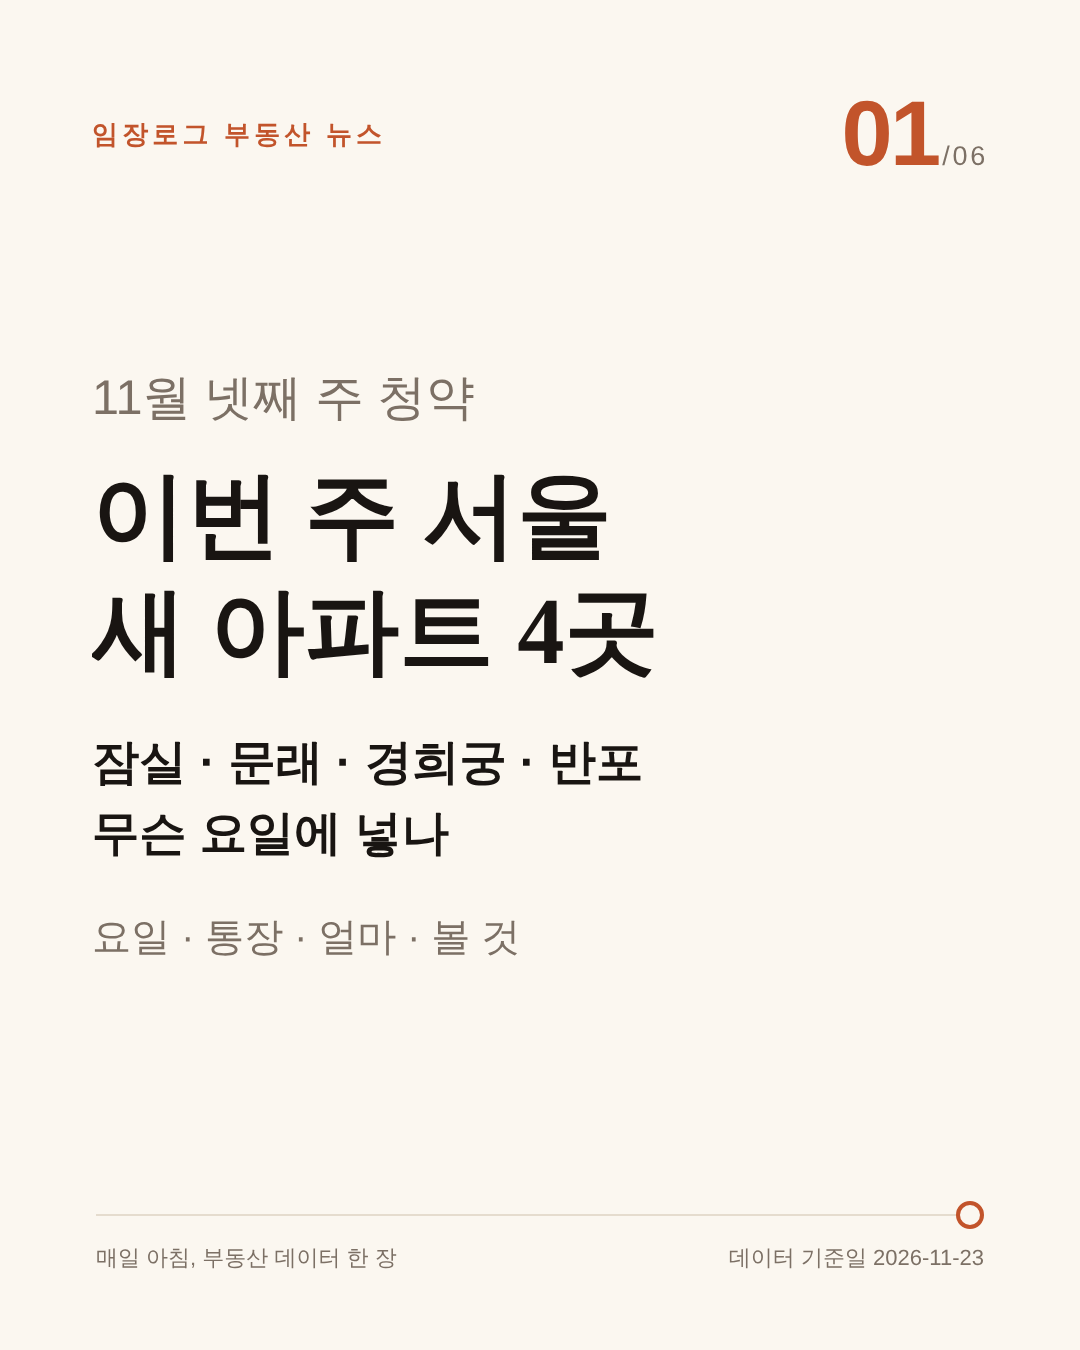 임장로그 부동산 뉴스
01/06
11월 넷째 주 청약
이번 주 서울
새 아파트 4곳
잠실 · 문래 · 경희궁 · 반포
무슨 요일에 넣나
요일 · 통장 · 얼마 · 볼 것
매일 아침, 부동산 데이터 한 장
데이터 기준일 2026-11-23